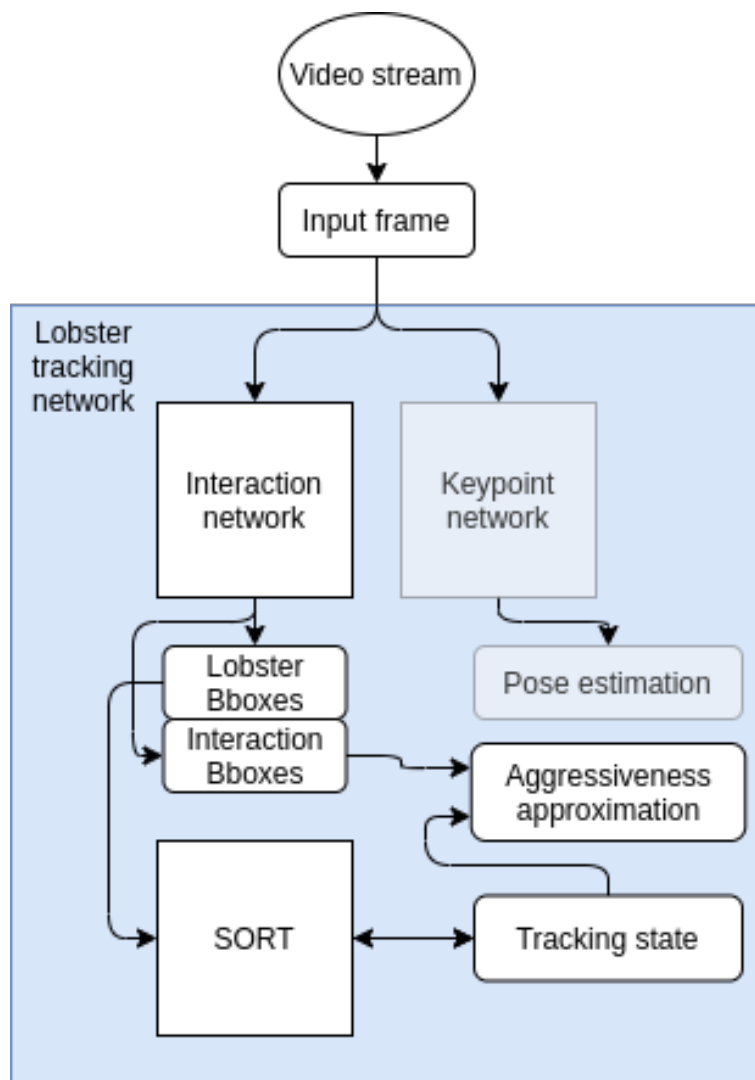 Video stream
Input frame
Lobster
tracking
network
Interaction
network
Keypoint
network
Lobster
Bboxes
Pose estimation
Interaction
Bboxes
Aggressiveness
approximation
SORT
Tracking state